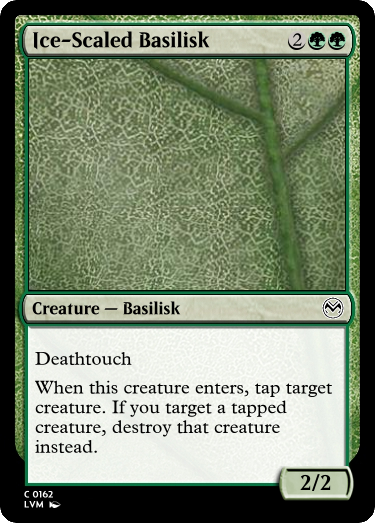 Ice-Scaled Basilisk 2
Creature — Basilisk
Deathtouch
When this creature enters, tap target
creature. If you target a tapped
creature, destroy that creature
instead.
2/2
C 0162
LVM